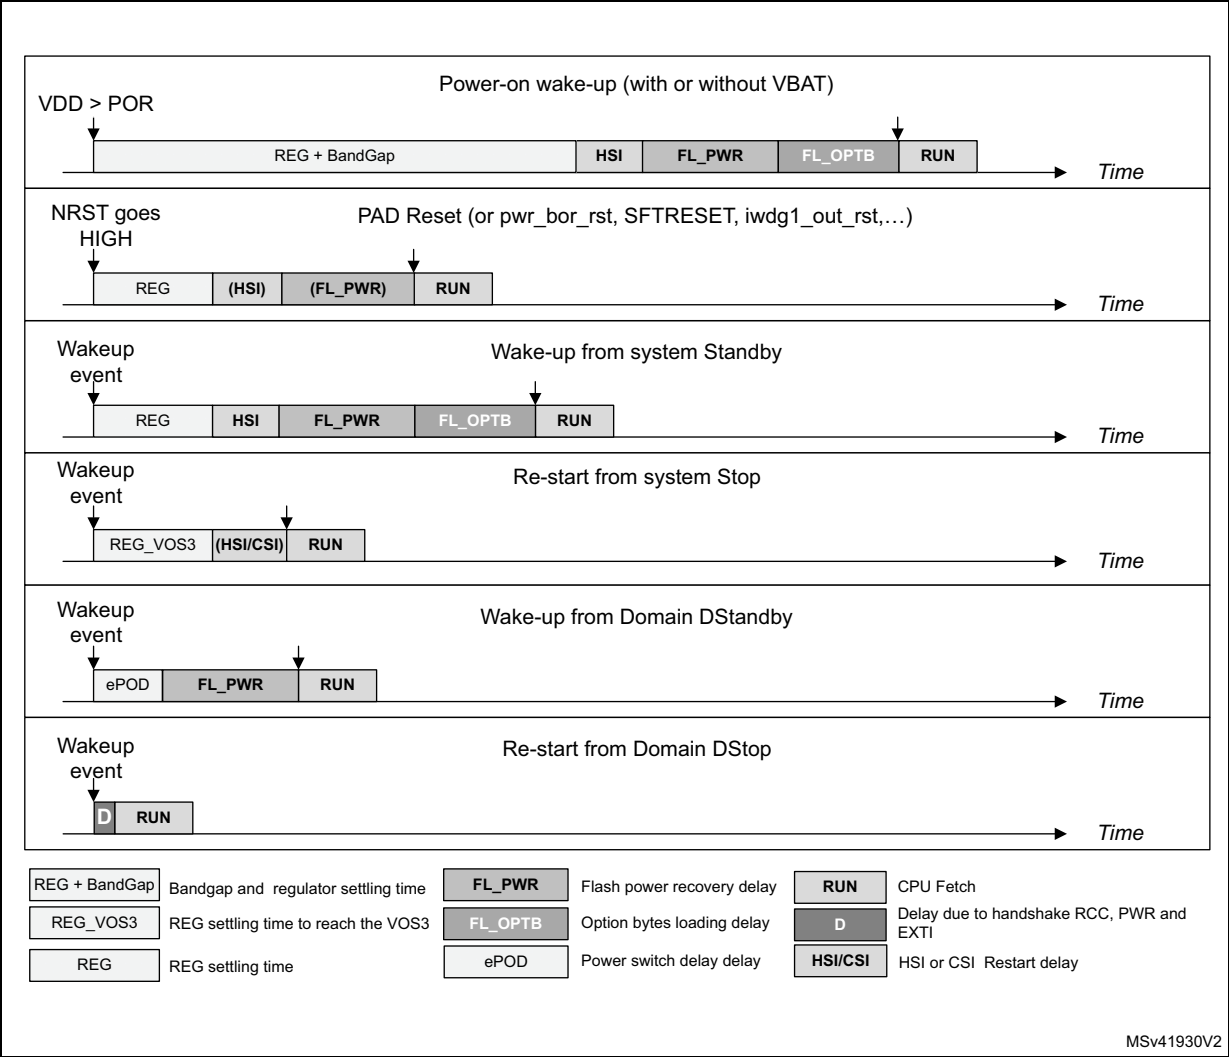 Power-on wake-up (with or without VBAT)
VDD > POR
REG + BandGap HSI FL_PWR FL_OPTB RUN
Time
NRST goes
HIGH
PAD Reset (or pwr_bor_rst, SFTRESET, iwdg1_out_rst,…)
REG (HSI) (FL_PWR) RUN
Time
Wakeup
event
Wake-up from system Standby
REG HSI FL_PWR FL_OPTB RUN
Time
Wakeup
event
Re-start from system Stop
REG_VOS3 (HSI/CSI) RUN
Time
Wakeup
event
Wake-up from Domain DStandby
ePOD FL_PWR RUN
Time
Wakeup
event
Re-start from Domain DStop
D RUN
Time
REG + BandGap Bandgap and regulator settling time
REG_VOS3 REG settling time to reach the VOS3
REG REG settling time
FL_PWR Flash power recovery delay
FL_OPTB Option bytes loading delay
ePOD Power switch delay delay
RUN CPU Fetch
D Delay due to handshake RCC, PWR and
EXTI
HSI/CSI HSI or CSI Restart delay
MSv41930V2